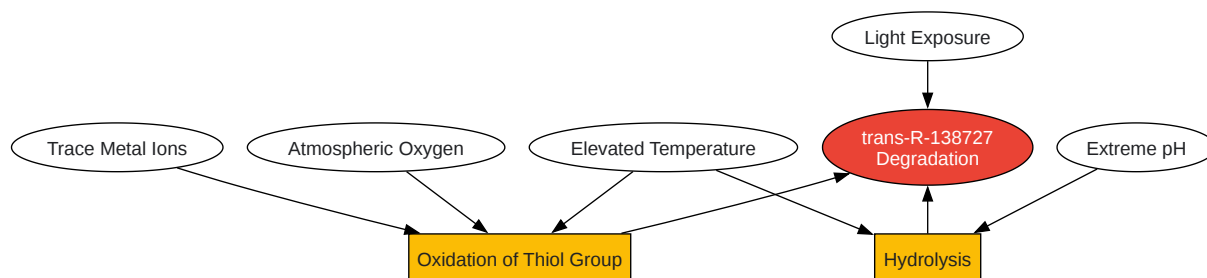 Light Exposure
Trace Metal Ions
Atmospheric Oxygen
Elevated Temperature
trans-R-138727
Degradation
Extreme pH
Oxidation of Thiol Group
Hydrolysis